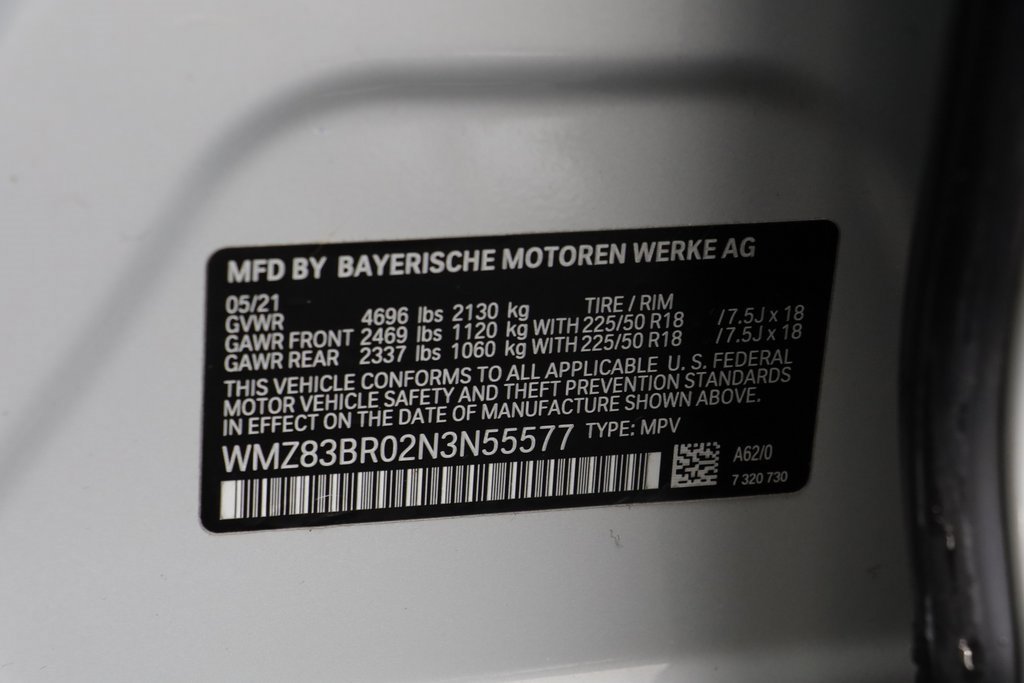 MFD BY BAYERISCHE MOTOREN WERKE AG
05/21 TIRE / RIM
GVWR 4696 lbs 2130 kg
GAWR FRONT 2469 lbs 1120 kg WITH 225/50 R18 /7.5J x 18
GAWR REAR 2337 lbs 1060 kg WITH 225/50 R18 /7.5J x 18
THIS VEHICLE CONFORMS TO ALL APPLICABLE U. S. FEDERAL
MOTOR VEHICLE SAFETY AND THEFT PREVENTION STANDARDS
IN EFFECT ON THE DATE OF MANUFACTURE SHOWN ABOVE.
WMZ83BR02N3N55577 TYPE: MPV
A62/0
7 320 730